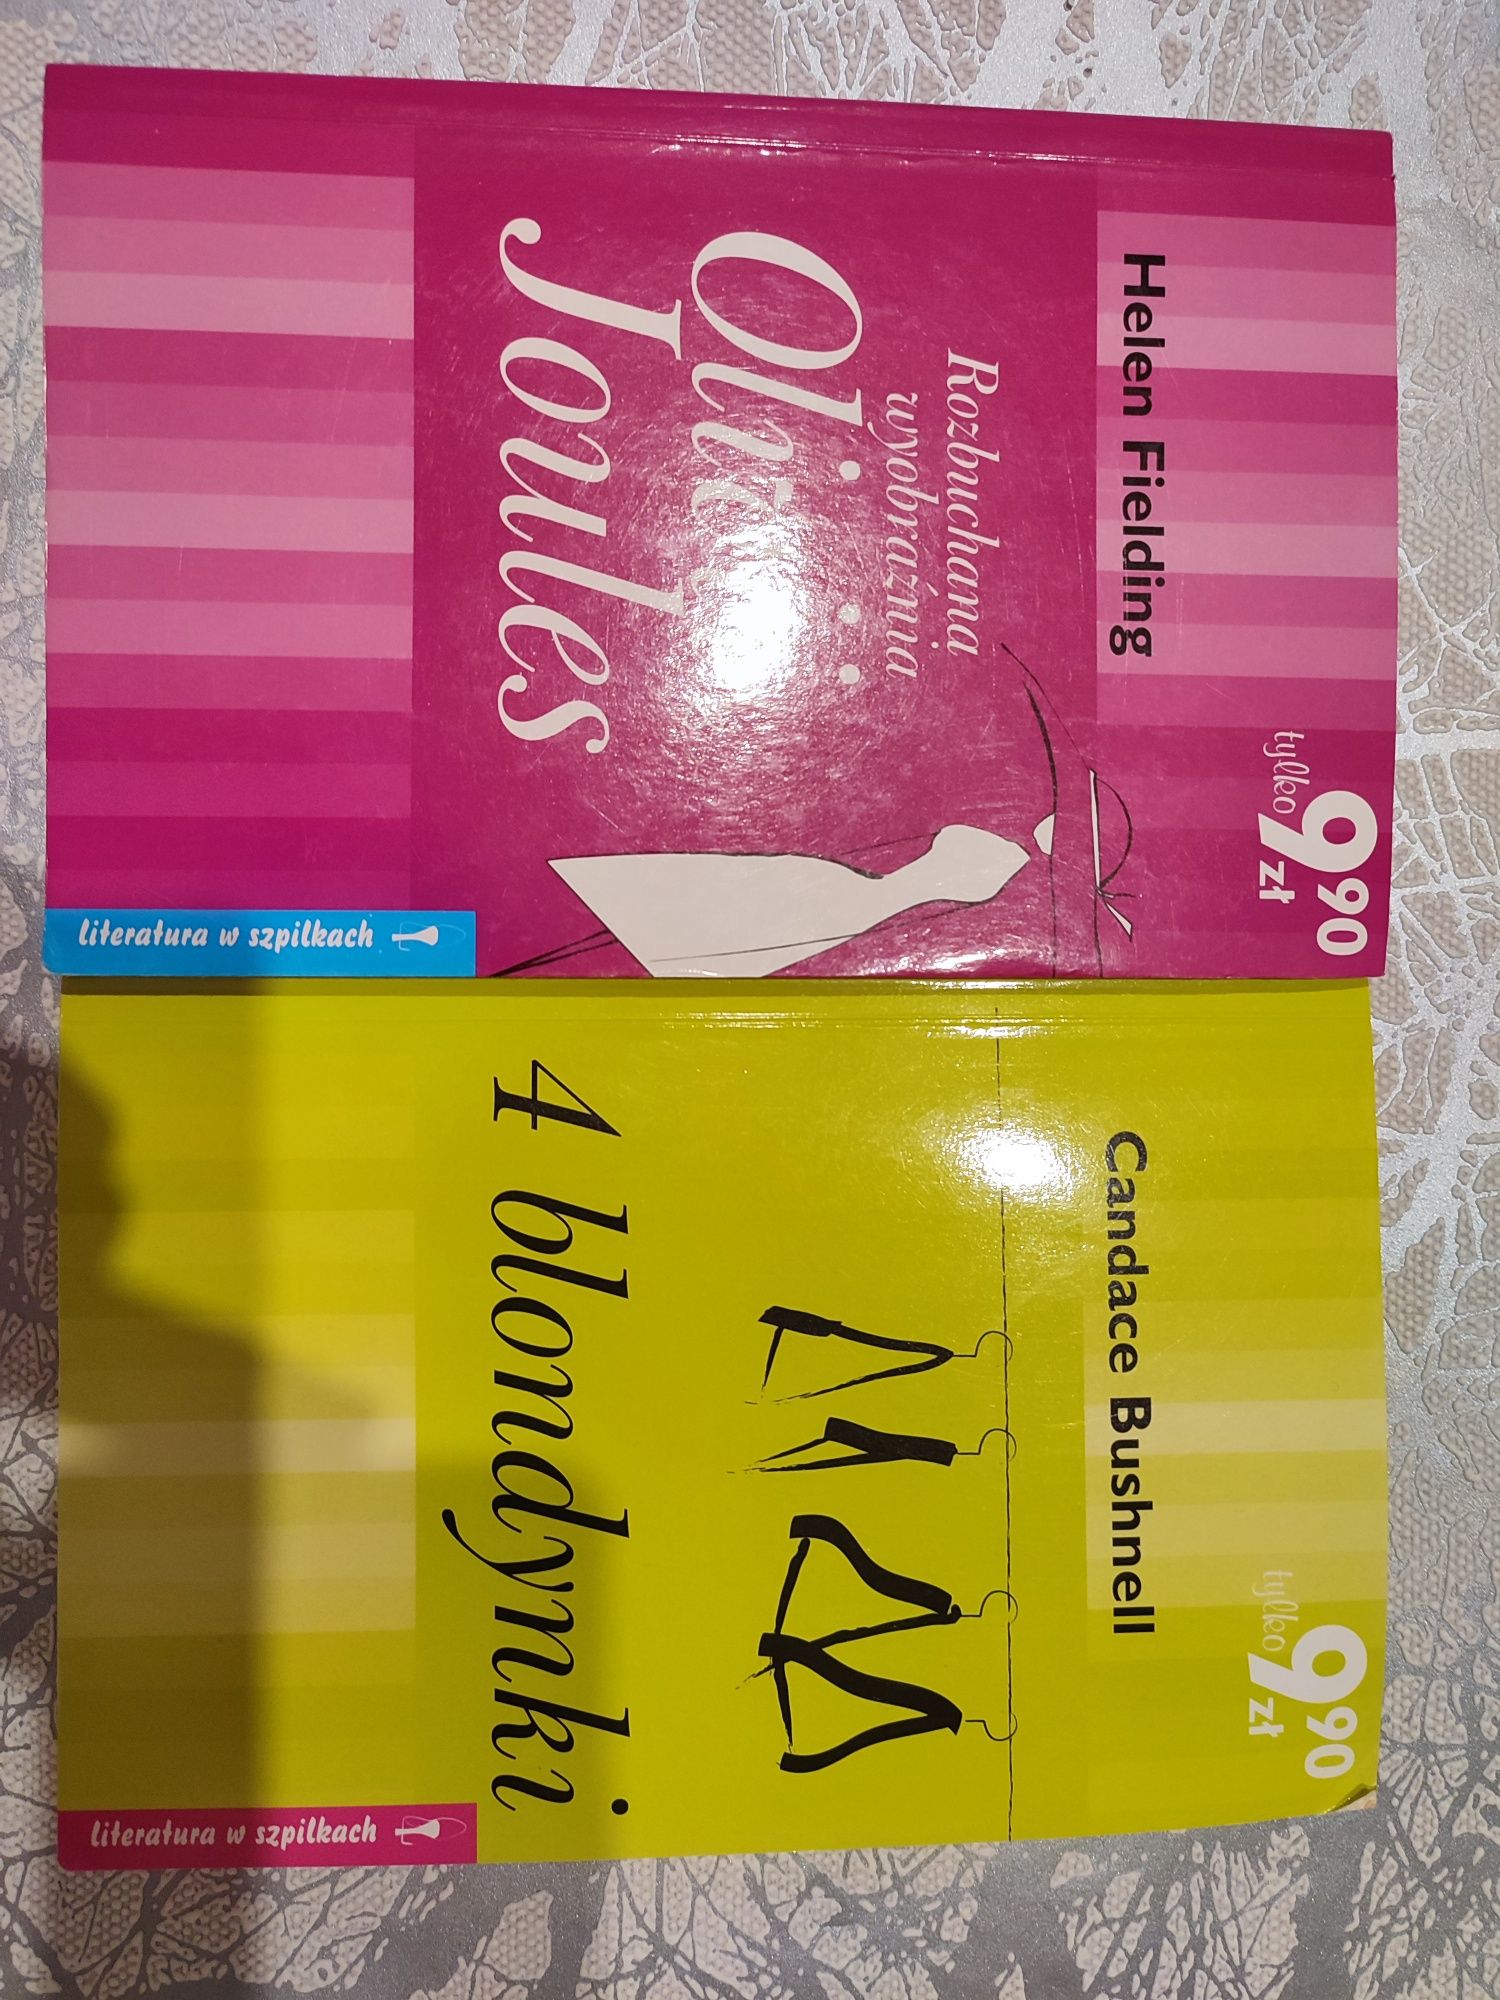 tylko
9 90
zł
Helen Fielding
Rozbuchana
wyobraźnia
Joules
literatura w szpilkach
tylko
9 90
zł
Candace Bushnell
4 blondynki
literatura w szpilkach